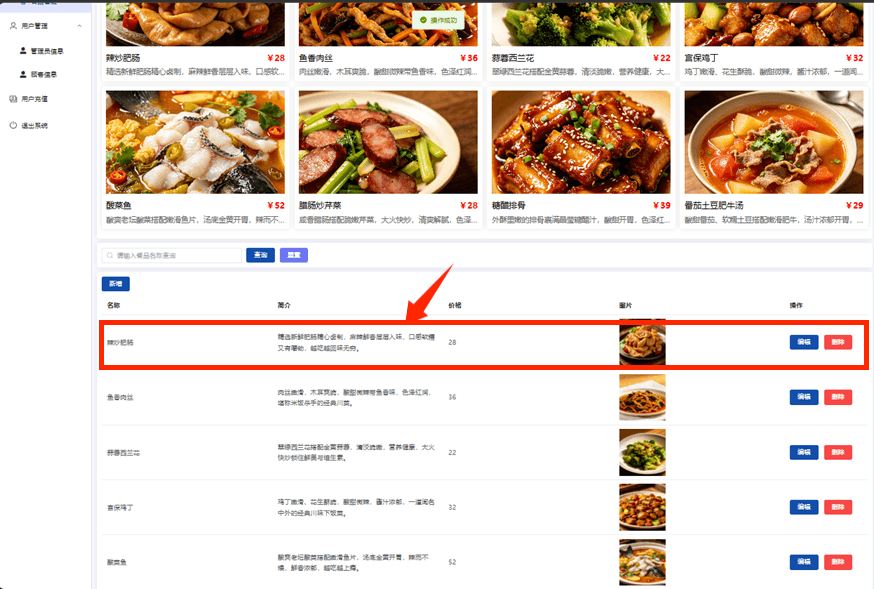 用户管理
管理员信息
顾客信息
用户充值
退出系统
操作成功
辣炒肥肠 ￥28
精选新鲜肥肠精心卤制，麻辣鲜香层层入味，口感软...
鱼香肉丝 ￥36
肉丝嫩滑，木耳爽脆，酸甜微辣带鱼香味，色泽红润...
蒜蓉西兰花 ￥22
翠绿西兰花搭配金黄蒜蓉，清淡脆嫩，营养健康，大...
宫保鸡丁 ￥32
鸡丁嫩滑，花生酥脆，酸甜微辣，酱汁浓郁，一道闻...
酸菜鱼 ￥52
酸爽老坛酸菜搭配嫩滑鱼片，汤底金黄开胃，辣而不...
腊肠炒芹菜 ￥28
咸香腊肠搭配脆嫩芹菜，大火快炒，清爽解腻，色泽...
糖醋排骨 ￥39
外酥里嫩的排骨裹满晶莹糖醋汁，酸甜开胃，色泽红...
番茄土豆肥牛汤 ￥29
酸甜番茄、软糯土豆搭配嫩滑肥牛，汤汁浓郁开胃，...
请输入餐品名称查询 查询 重置
新增
名称 简介 价格 图片 操作
辣炒肥肠 精选新鲜肥肠精心卤制，麻辣鲜香层层入味，口感软糯 28 编辑 删除
又有嚼劲，越吃越回味无穷。
鱼香肉丝 肉丝嫩滑，木耳爽脆，酸甜微辣带鱼香味，色泽红润， 36 编辑 删除
堪称米饭杀手的经典川菜。
蒜蓉西兰花 翠绿西兰花搭配金黄蒜蓉，清淡脆嫩，营养健康，大火 22 编辑 删除
快炒锁住鲜美与维生素。
宫保鸡丁 鸡丁嫩滑，花生酥脆，酸甜微辣，酱汁浓郁，一道闻名 32 编辑 删除
中外的经典川味下饭菜。
酸菜鱼 酸爽老坛酸菜搭配嫩滑鱼片，汤底金黄开胃，辣而不 52 编辑 删除
燥，鲜香浓郁，越吃越上瘾。